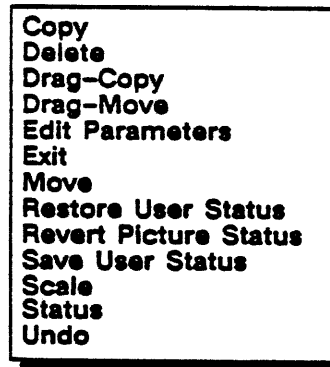 Copy
Delete
Drag-Copy
Drag-Move
Edit Parameters
Exit
Move
Restore User Status
Revert Picture Status
Save User Status
Scale
Status
Undo